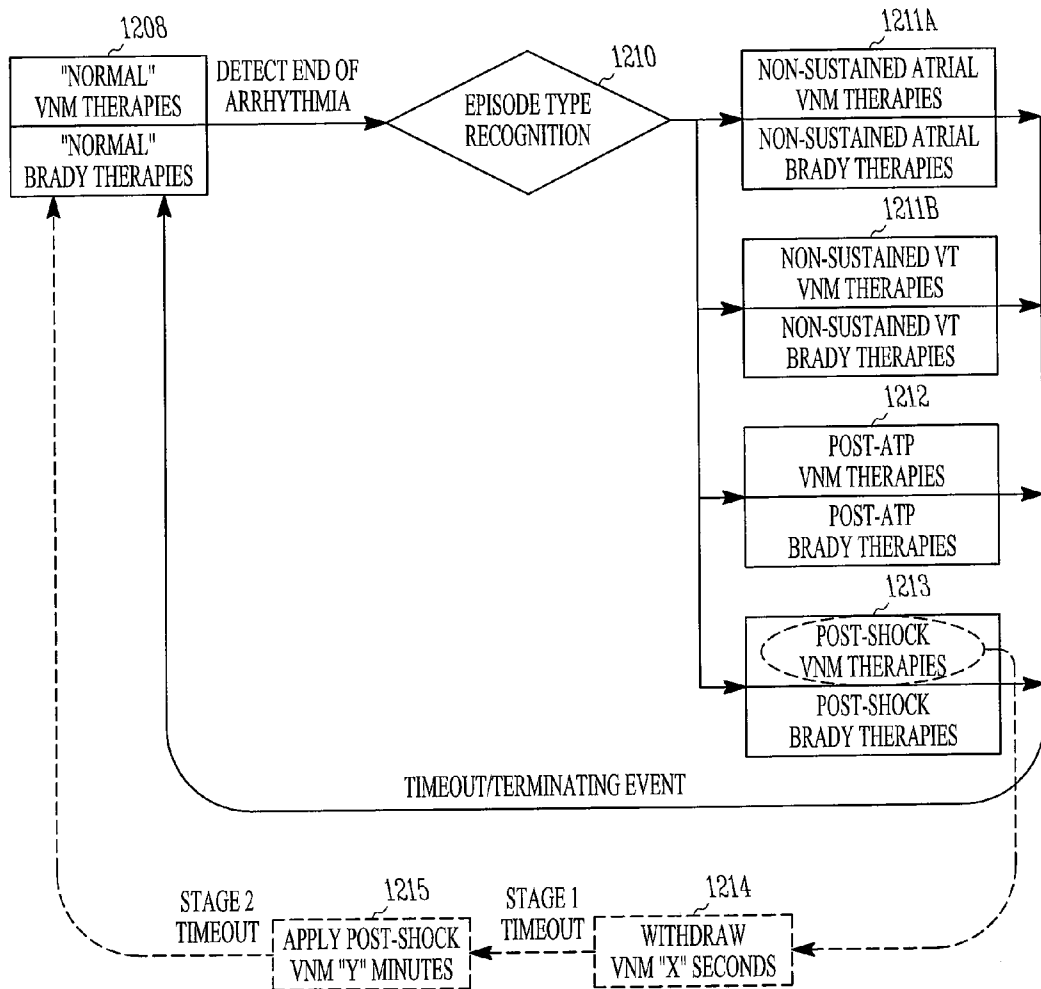 1208
"NORMAL"
VNM THERAPIES
"NORMAL"
BRADY THERAPIES
DETECT END OF
ARRHYTHMIA
1210
EPISODE TYPE
RECOGNITION
1211A
NON-SUSTAINED ATRIAL
VNM THERAPIES
NON-SUSTAINED ATRIAL
BRADY THERAPIES
1211B
NON-SUSTAINED VT
VNM THERAPIES
NON-SUSTAINED VT
BRADY THERAPIES
1212
POST-ATP
VNM THERAPIES
POST-ATP
BRADY THERAPIES
1213
POST-SHOCK
VNM THERAPIES
POST-SHOCK
BRADY THERAPIES
TIMEOUT/TERMINATING EVENT
STAGE 2
TIMEOUT
1215
APPLY POST-SHOCK
VNM "Y" MINUTES
STAGE 1
TIMEOUT
1214
WITHDRAW
VNM "X" SECONDS